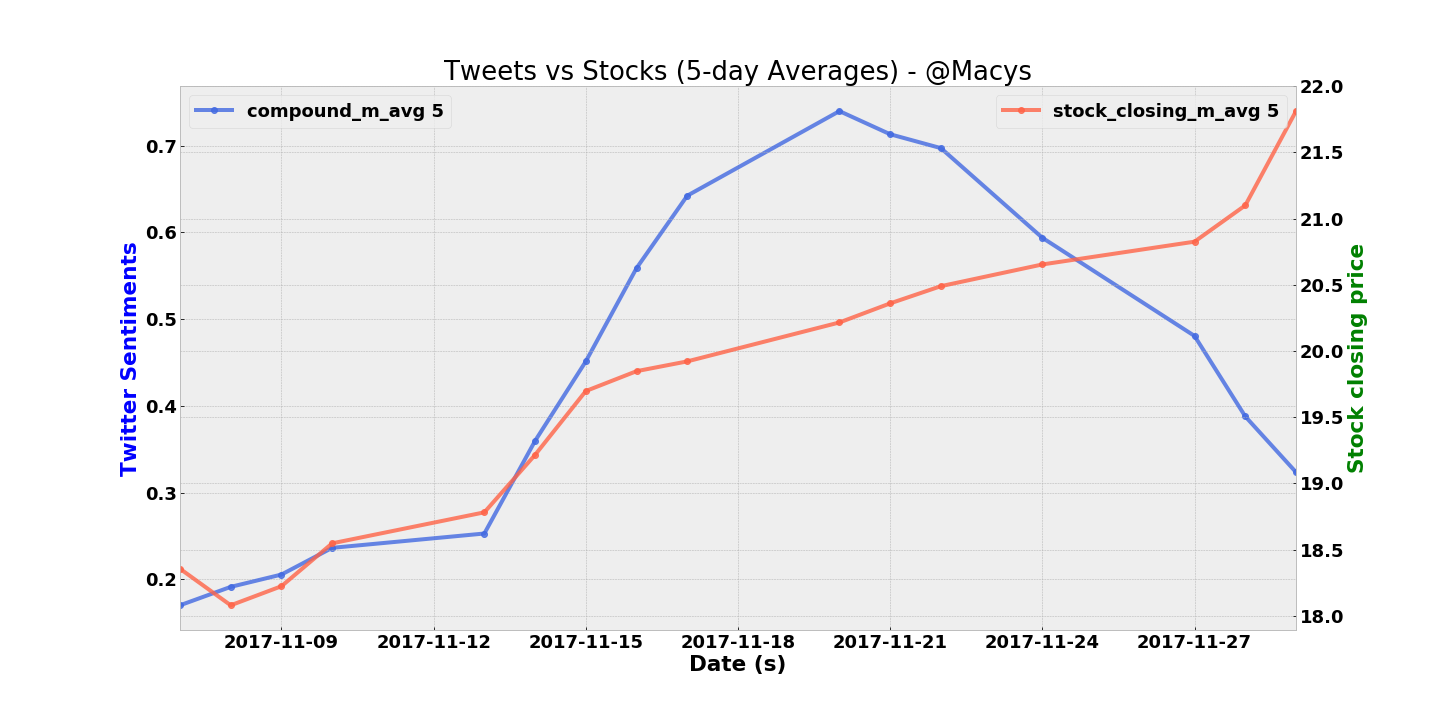 Tweets vs Stocks (5-day Averages) - @Macys
compound_m_avg 5
stock_closing_m_avg 5
Twitter Sentiments
0.7
0.6
0.5
0.4
0.3
0.2
22.0
21.5
21.0
20.5
20.0
19.5
19.0
18.5
18.0
Stock closing price
2017-11-09 2017-11-12 2017-11-15 2017-11-18 2017-11-21 2017-11-24 2017-11-27
Date (s)